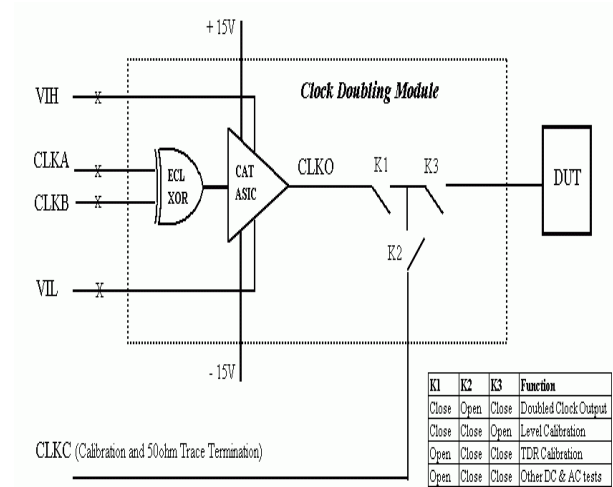 + 15V
Clock Doubling Module
VIH
X
CLKA
X
ECL
XOR
CAT
ASIC
CLKO
K1
K3
DUT
CLKB
X
K2
VIL
X
- 15V
K1 K2 K3 Function
Close Open Close Doubled Clock Output
Close Close Open Level Calibration
Open Close Close TDR Calibration
Open Close Close Other DC & AC tests
CLKC (Calibration and 50ohm Trace Termination)